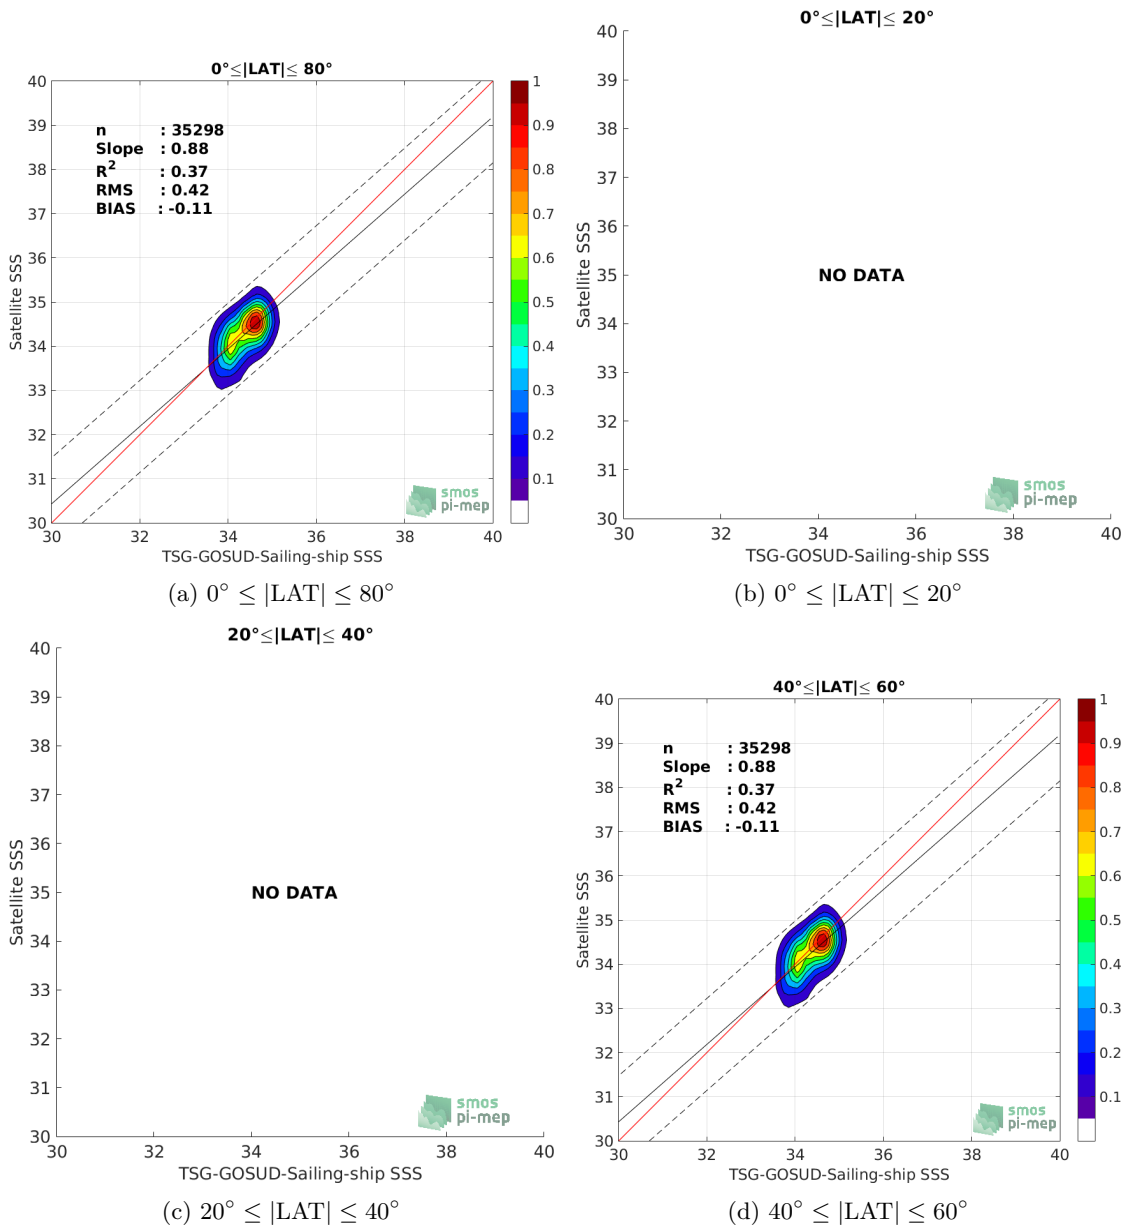 0°≤|LAT|≤ 80°
40
39
38
37
36
35
34
33
32
31
30
Satellite SSS
n : 35298
Slope : 0.88
R² : 0.37
RMS : 0.42
BIAS : -0.11
smos
pi-mep
30 32 34 36 38 40
TSG-GOSUD-Sailing-ship SSS
1
0.9
0.8
0.7
0.6
0.5
0.4
0.3
0.2
0.1
(a) 0° ≤ |LAT| ≤ 80°
0°≤|LAT|≤ 20°
40
39
38
37
36
35
34
33
32
31
30
Satellite SSS
NO DATA
smos
pi-mep
30 32 34 36 38 40
TSG-GOSUD-Sailing-ship SSS
(b) 0° ≤ |LAT| ≤ 20°
20°≤|LAT|≤ 40°
40
39
38
37
36
35
34
33
32
31
30
Satellite SSS
NO DATA
smos
pi-mep
30 32 34 36 38 40
TSG-GOSUD-Sailing-ship SSS
(c) 20° ≤ |LAT| ≤ 40°
40°≤|LAT|≤ 60°
40
39
38
37
36
35
34
33
32
31
30
Satellite SSS
n : 35298
Slope : 0.88
R² : 0.37
RMS : 0.42
BIAS : -0.11
smos
pi-mep
30 32 34 36 38 40
TSG-GOSUD-Sailing-ship SSS
1
0.9
0.8
0.7
0.6
0.5
0.4
0.3
0.2
0.1
(d) 40° ≤ |LAT| ≤ 60°